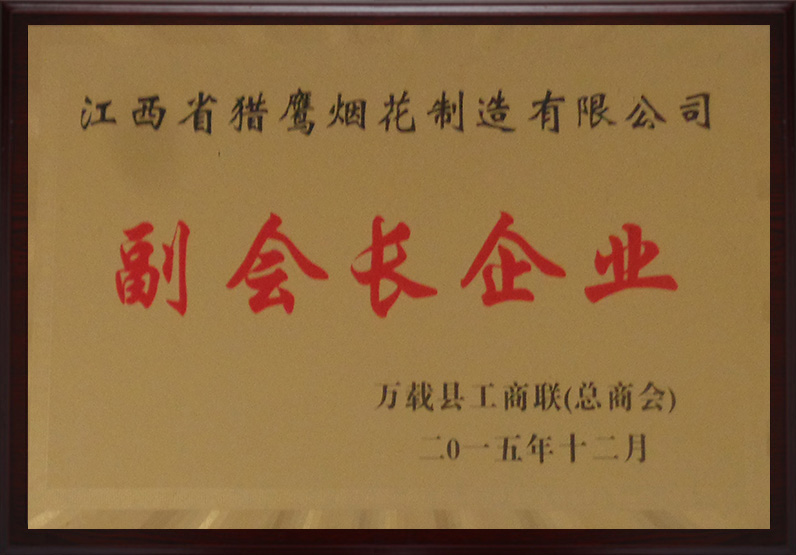 江西省猎鹰烟花制造有限公司
副会长企业
万载县工商联(总商会)
二0一五年十二月